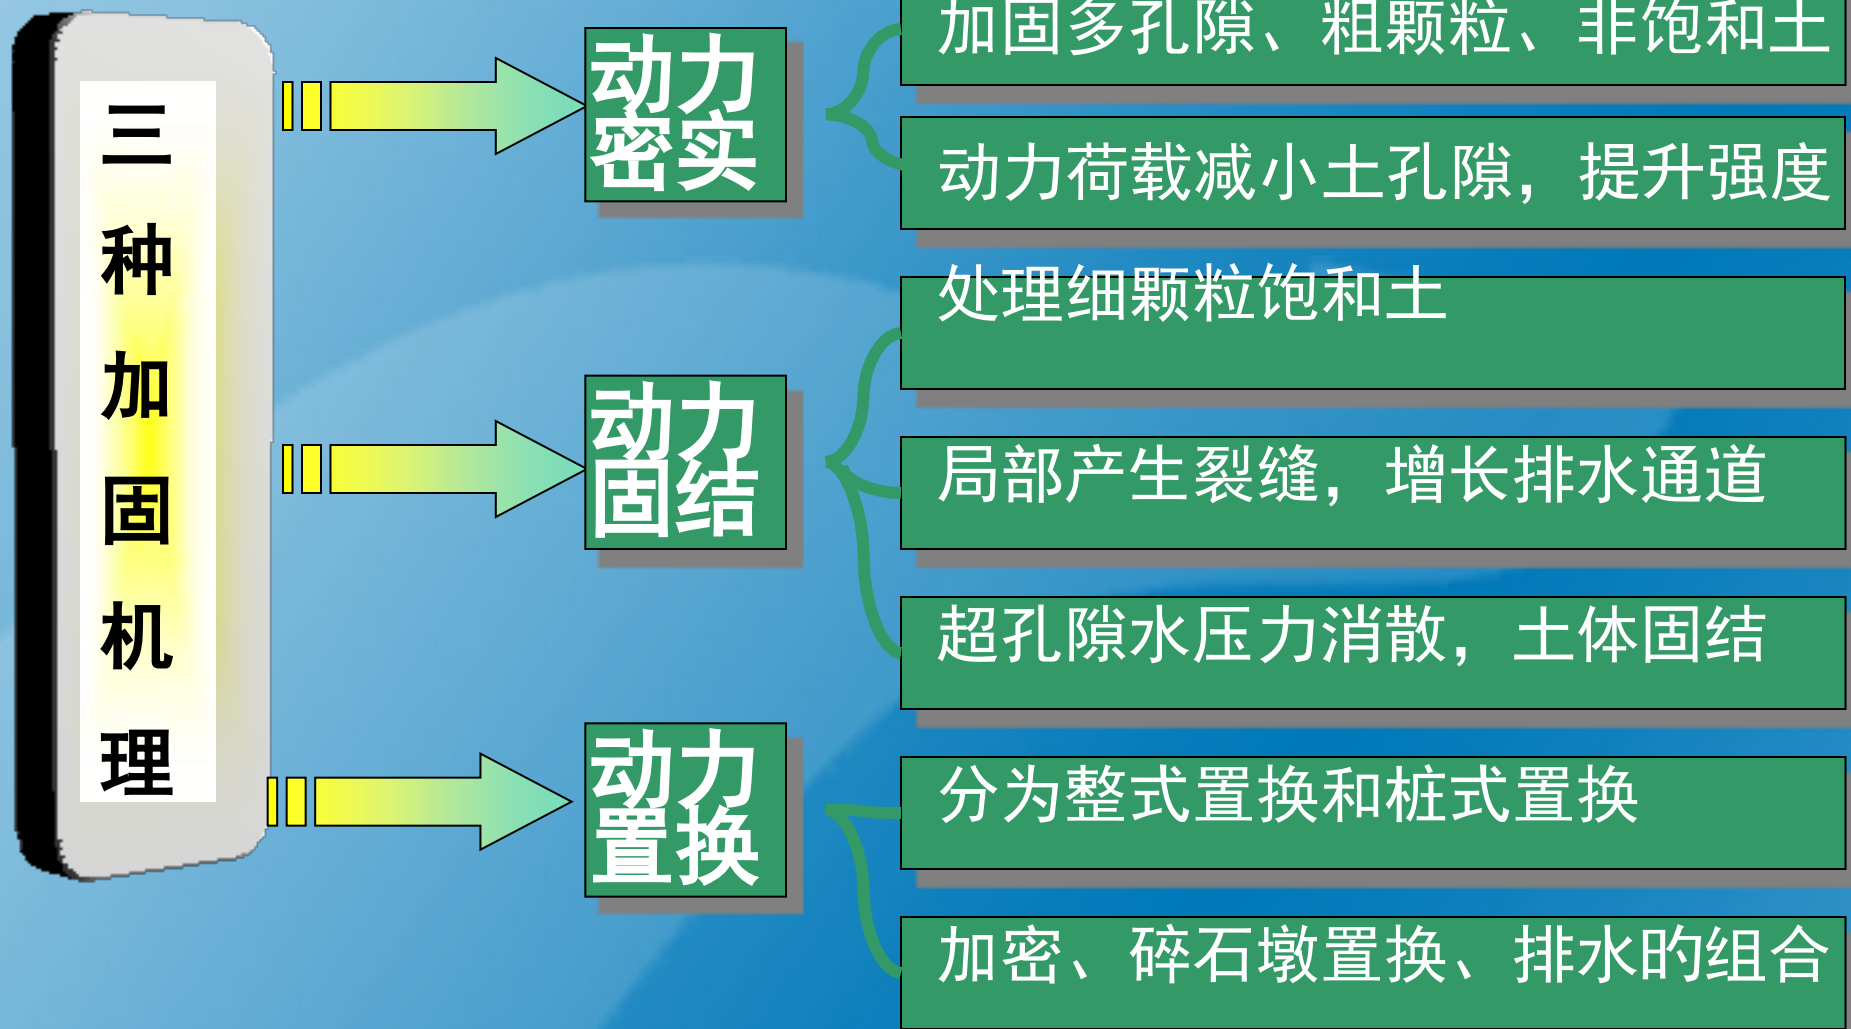 三种加固机理
动力
密实
加固多孔隙、粗颗粒、非饱和土
动力荷载减小土孔隙，提升强度
动力
固结
处理细颗粒饱和土
局部产生裂缝，增长排水通道
超孔隙水压力消散，土体固结
动力
置换
分为整式置换和桩式置换
加密、碎石墩置换、排水旳组合